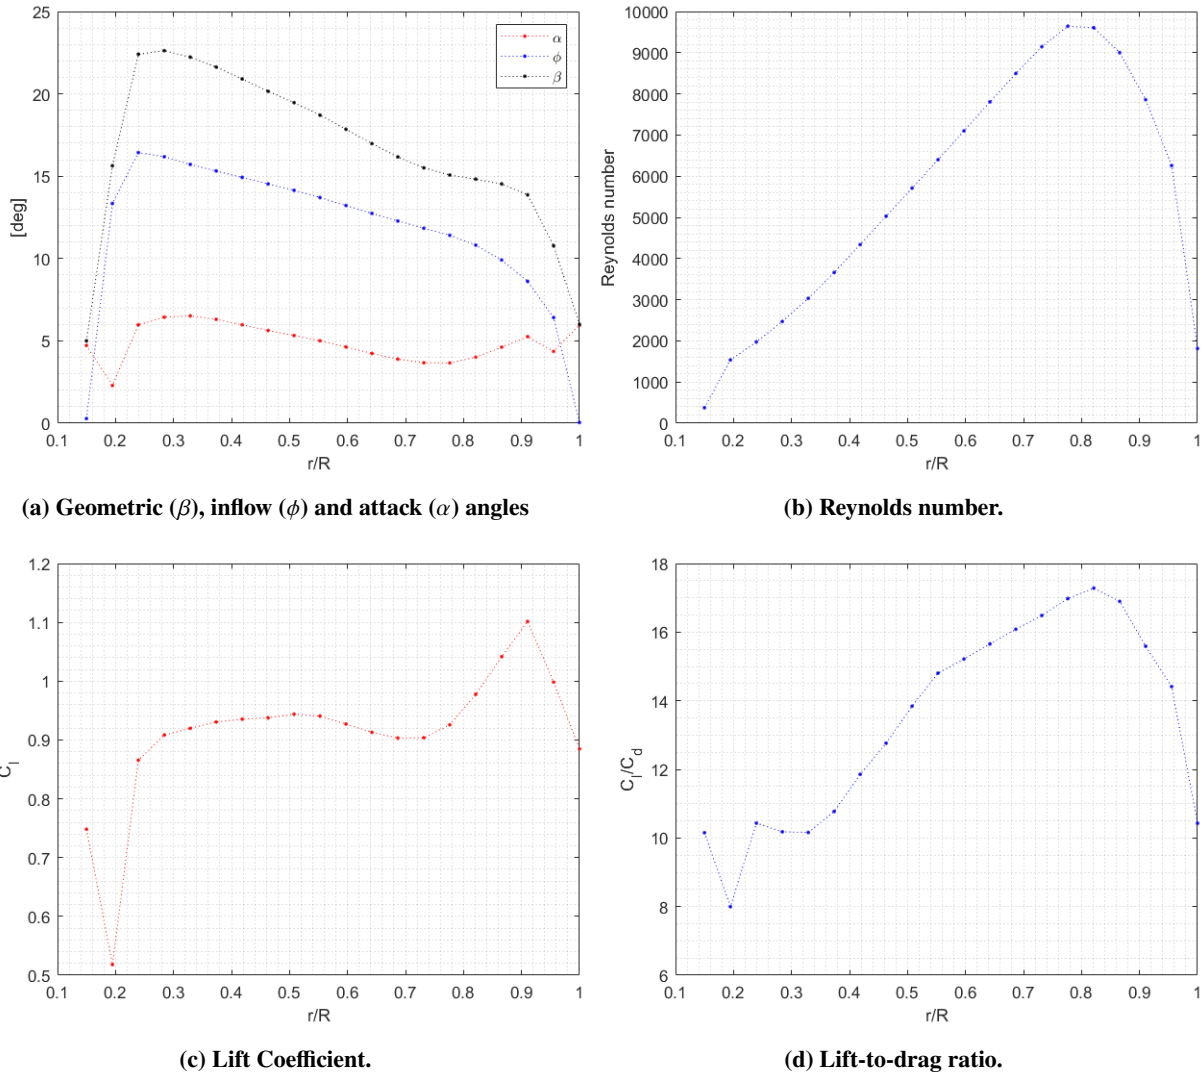 25
20
15
10
5
0
[deg]
0.1 0.2 0.3 0.4 0.5 0.6 0.7 0.8 0.9 1
r/R
α
ϕ
β
(a) Geometric (β), inflow (ϕ) and attack (α) angles
10000
9000
8000
7000
6000
5000
4000
3000
2000
1000
0
Reynolds number
0.1 0.2 0.3 0.4 0.5 0.6 0.7 0.8 0.9 1
r/R
(b) Reynolds number.
1.2
1.1
1
0.9
0.8
0.7
0.6
0.5
C_l
0.1 0.2 0.3 0.4 0.5 0.6 0.7 0.8 0.9 1
r/R
(c) Lift Coefficient.
18
16
14
12
10
8
6
C_l/C_d
0.1 0.2 0.3 0.4 0.5 0.6 0.7 0.8 0.9 1
r/R
(d) Lift-to-drag ratio.